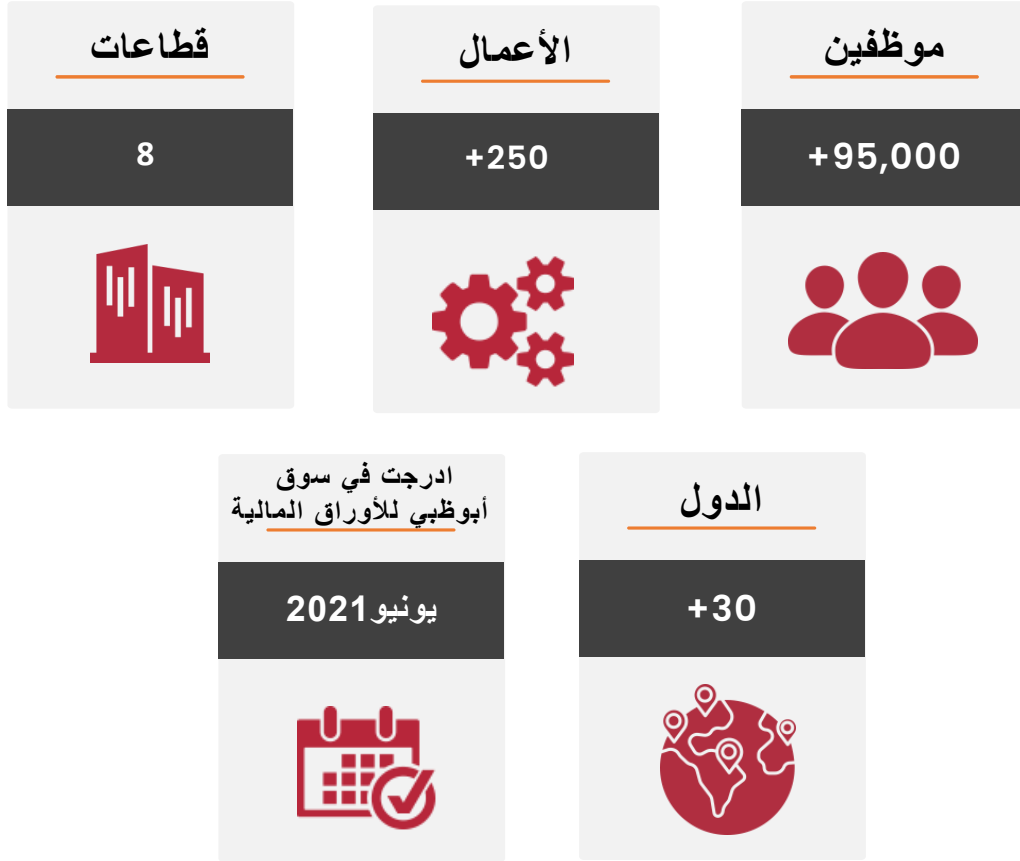 موظفين
+95,000
الأعمال
+250
قطاعات
8
الدول
+30
ادرجت في سوق
أبوظبي للأوراق المالية
يونيو2021